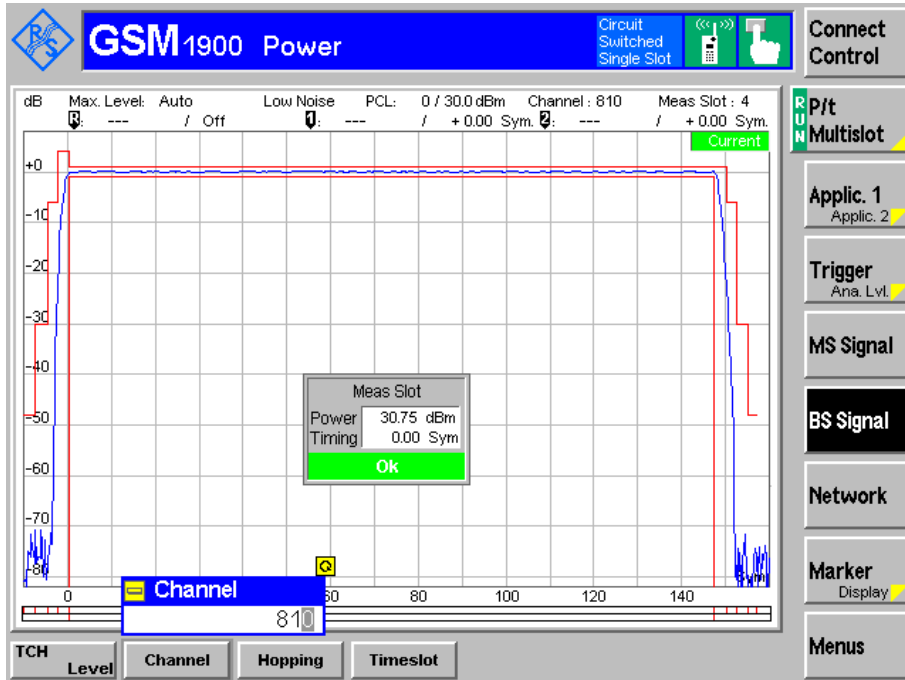 R&S
GSM 1900 Power
Circuit Switched Single Slot
Connect Control
dB Max. Level: Auto Low Noise PCL: 0 / 30.0 dBm Channel : 810 Meas Slot : 4
R: --- / Off 1: --- / + 0.00 Sym. 2: --- / + 0.00 Sym.
Current
RUN
P/t Multislot
Applic. 1
Applic. 2
Trigger
Ana. Lvl.
MS Signal
BS Signal
Network
Marker
Display
Menus
+0
-10
-20
-30
-40
-50
-60
-70
-80
Meas Slot
Power 30.75 dBm
Timing 0.00 Sym
Ok
0 60 80 100 120 140
Channel
810
TCH Level
Channel
Hopping
Timeslot